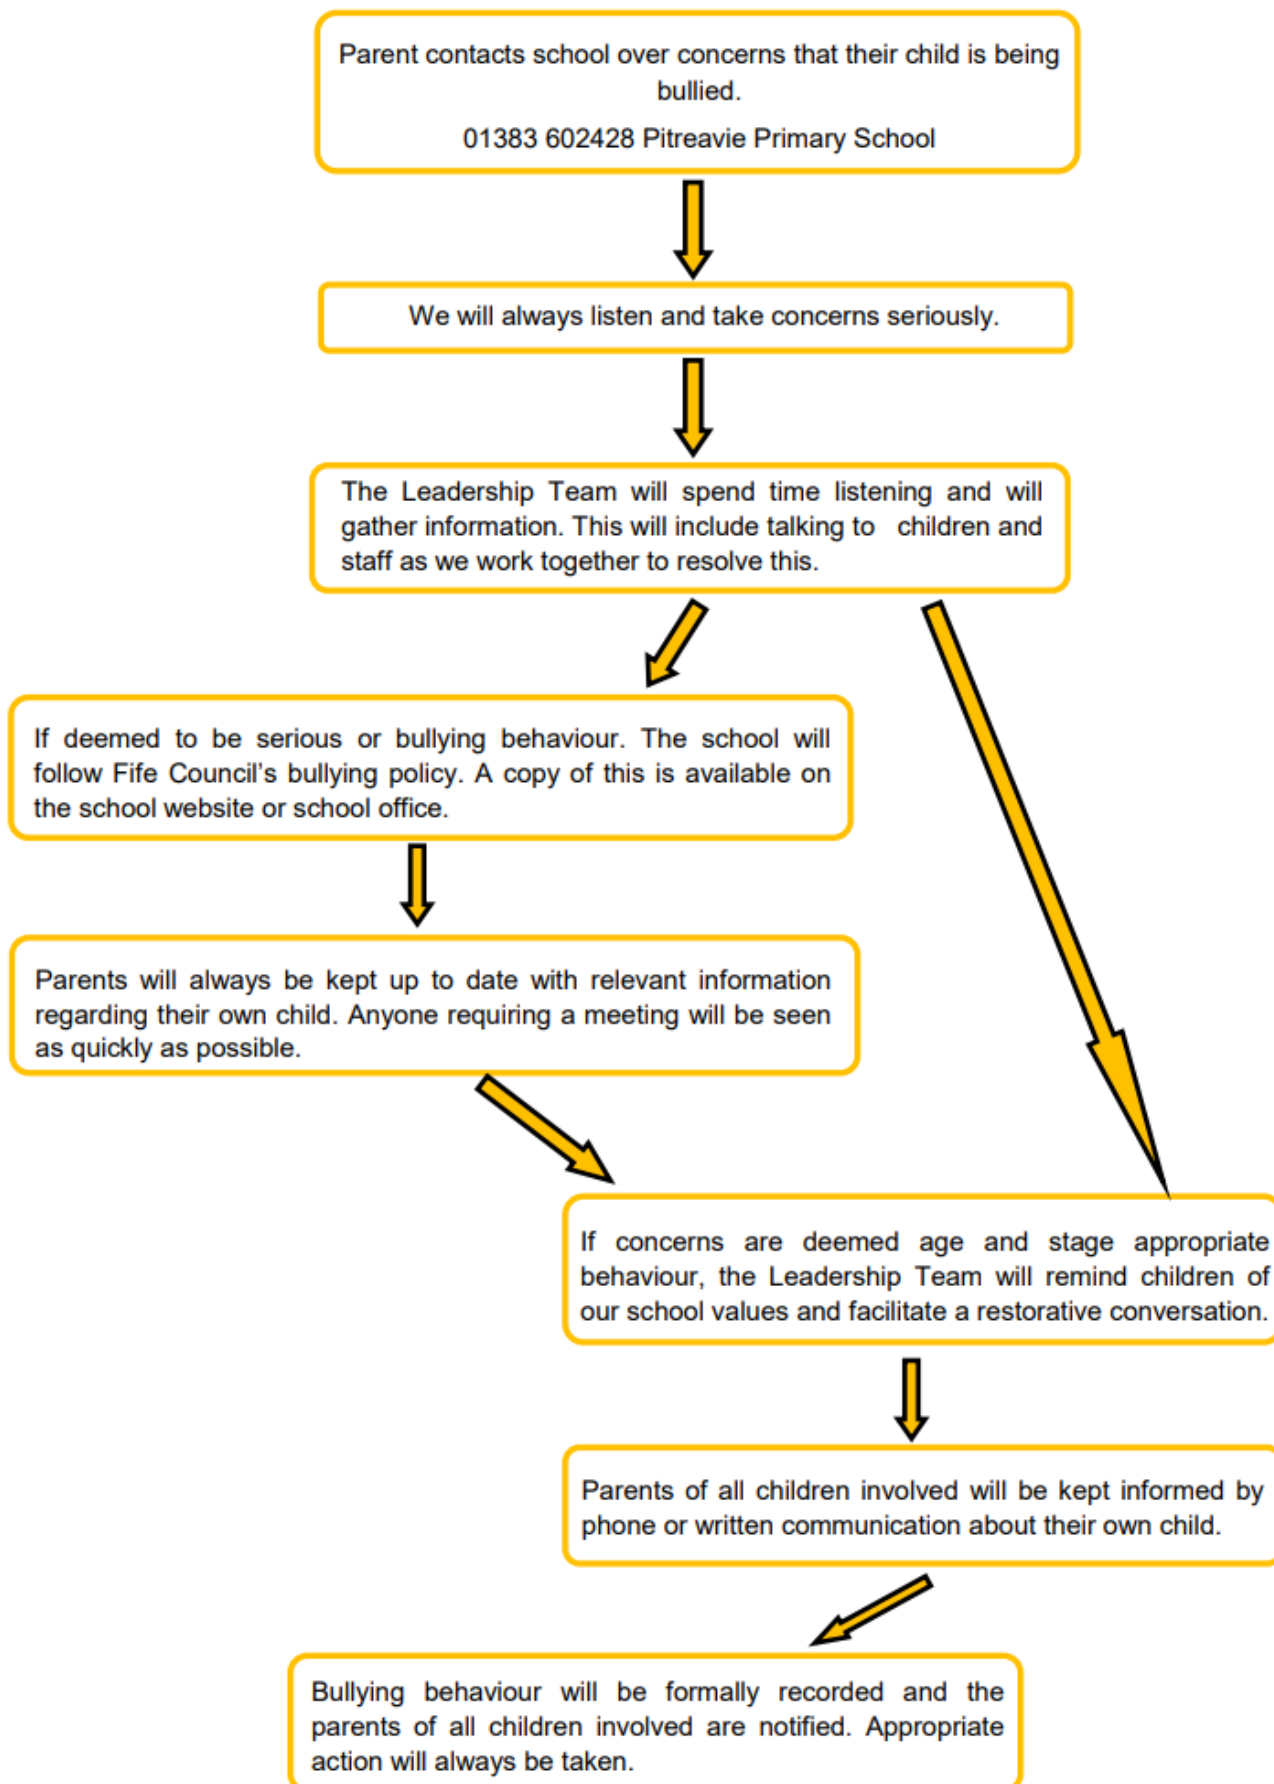 Parent contacts school over concerns that their child is being
bullied.
01383 602428 Pitreavie Primary School
We will always listen and take concerns seriously.
The Leadership Team will spend time listening and will
gather information. This will include talking to children and
staff as we work together to resolve this.
If deemed to be serious or bullying behaviour. The school will
follow Fife Council's bullying policy. A copy of this is available on
the school website or school office.
Parents will always be kept up to date with relevant information
regarding their own child. Anyone requiring a meeting will be seen
as quickly as possible.
If concerns are deemed age and stage appropriate
behaviour, the Leadership Team will remind children of
our school values and facilitate a restorative conversation.
Parents of all children involved will be kept informed by
phone or written communication about their own child.
Bullying behaviour will be formally recorded and the
parents of all children involved are notified. Appropriate
action will always be taken.